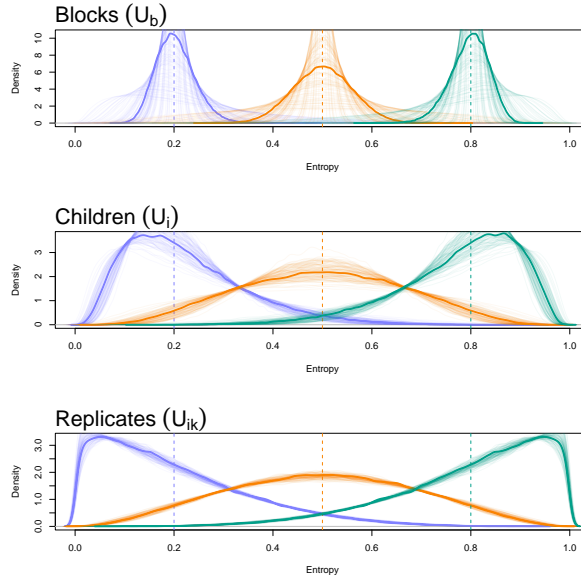 Blocks (U_b)
Density
10
8
6
4
2
0
0.0 0.2 0.4 0.6 0.8 1.0
Entropy
Children (U_i)
Density
3
2
1
0
0.0 0.2 0.4 0.6 0.8 1.0
Entropy
Replicates (U_ik)
Density
3.0
2.0
1.0
0.0
0.0 0.2 0.4 0.6 0.8 1.0
Entropy